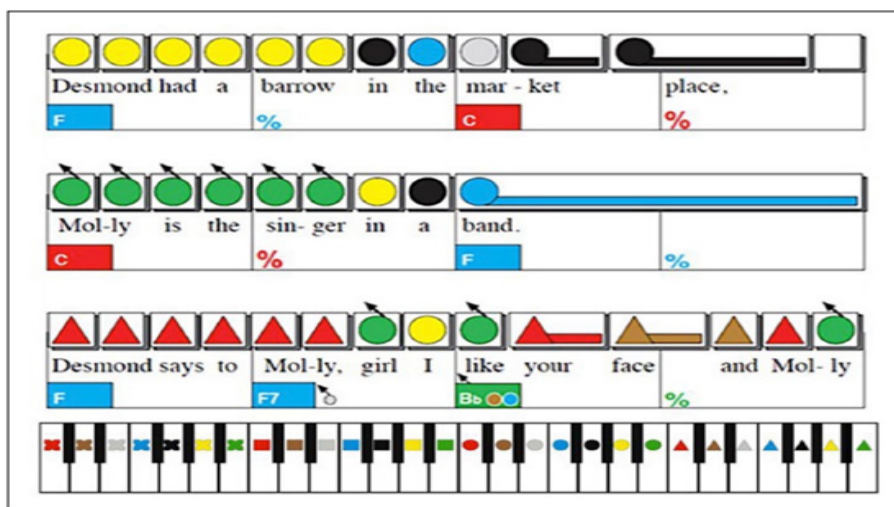 Desmond had a barrow in the mar - ket place,
F % C %
Mol-ly is the sin- ger in a band.
C % F %
Desmond says to Mol-ly, girl I like your face and Mol- ly
F F7 Bb %